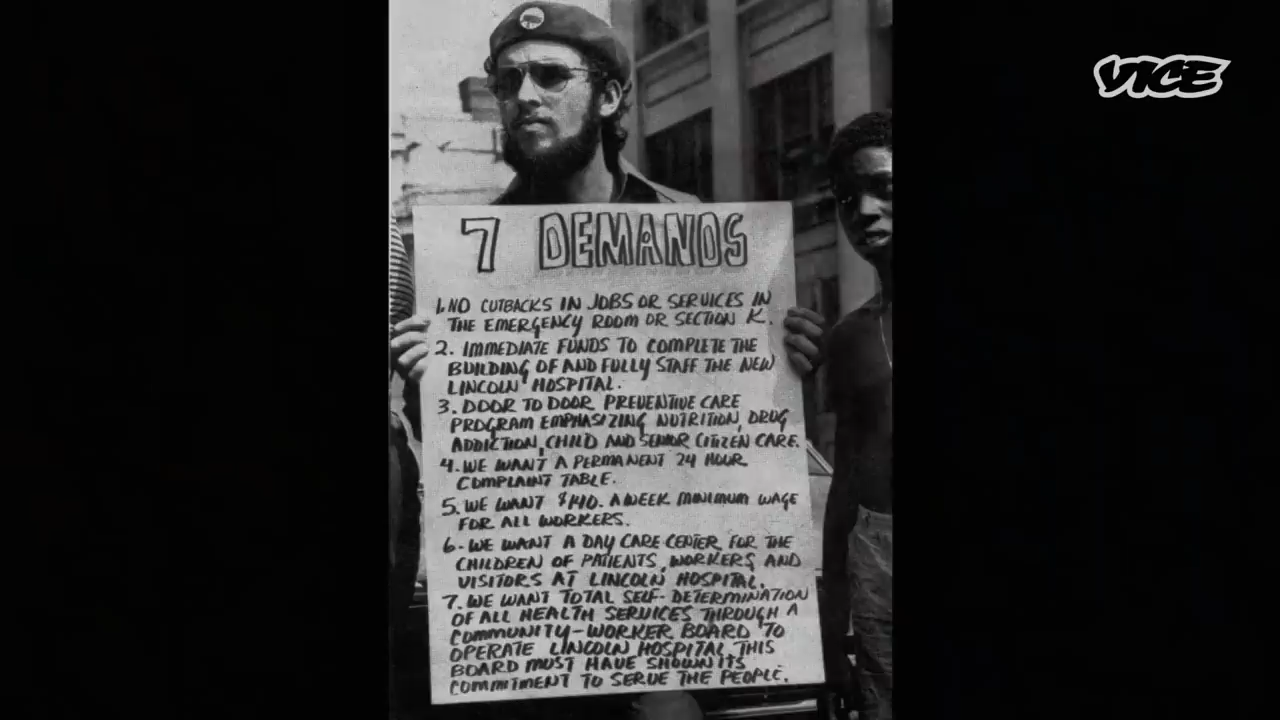 VICE
7 DEMANDS
1. NO CUTBACKS IN JOBS OR SERVICES IN
THE EMERGENCY ROOM OR SECTION K.
2. IMMEDIATE FUNDS TO COMPLETE THE
BUILDING OF AND FULLY STAFF THE NEW
LINCOLN HOSPITAL.
3. DOOR TO DOOR PREVENTIVE CARE
PROGRAM EMPHASIZING NUTRITION, DRUG
ADDICTION, CHILD AND SENIOR CITIZEN CARE.
4. WE WANT A PERMANENT 24 HOUR
COMPLAINT TABLE.
5. WE WANT $140. A WEEK MINIMUM WAGE
FOR ALL WORKERS.
6. WE WANT A DAY CARE CENTER FOR THE
CHILDREN OF PATIENTS, WORKERS AND
VISITORS AT LINCOLN HOSPITAL.
7. WE WANT TOTAL SELF-DETERMINATION
OF ALL HEALTH SERVICES THROUGH A
COMMUNITY-WORKER BOARD TO
OPERATE LINCOLN HOSPITAL. THIS
BOARD MUST HAVE SHOWN ITS
COMMITMENT TO SERVE THE PEOPLE.